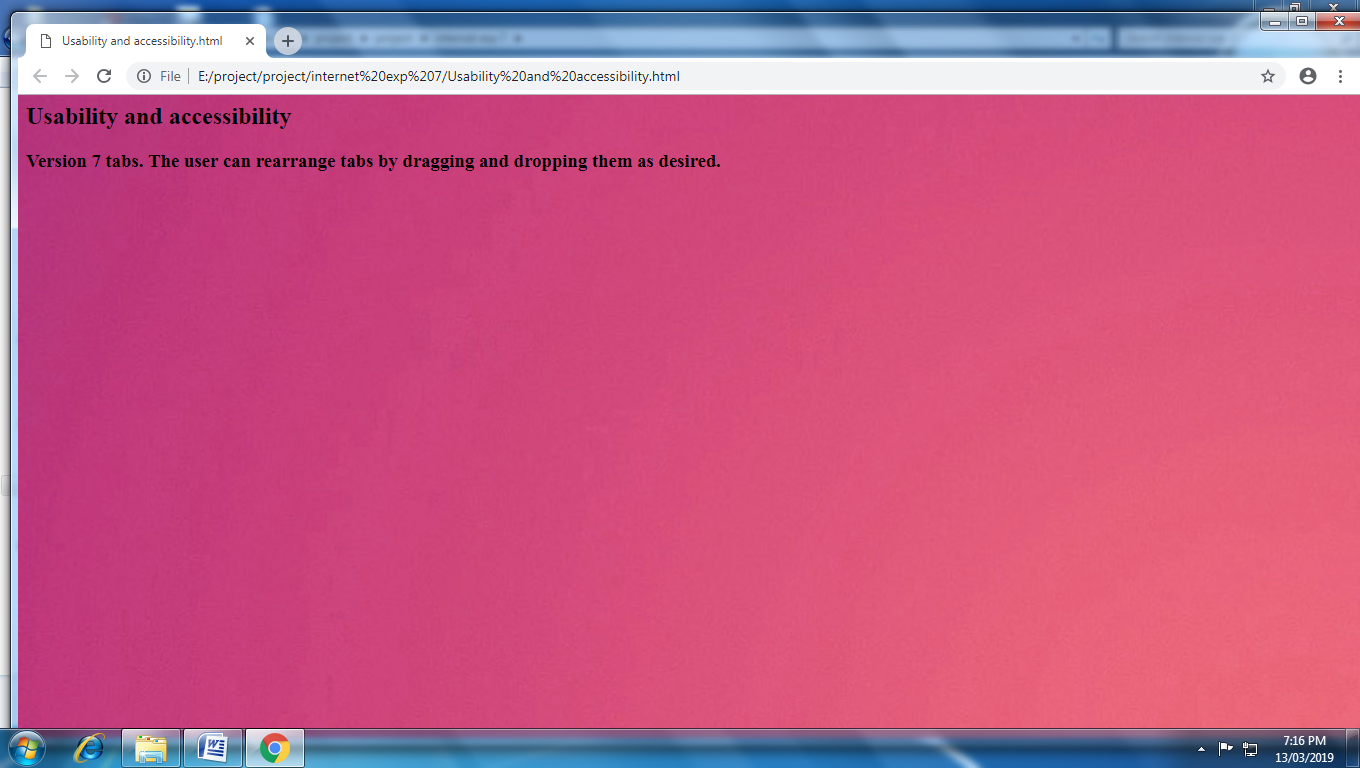 Usability and accessibility.html
File
E:/project/project/internet%20exp%207/Usability%20and%20accessibility.html
Usability and accessibility
Version 7 tabs. The user can rearrange tabs by dragging and dropping them as desired.
7:16 PM
13/03/2019